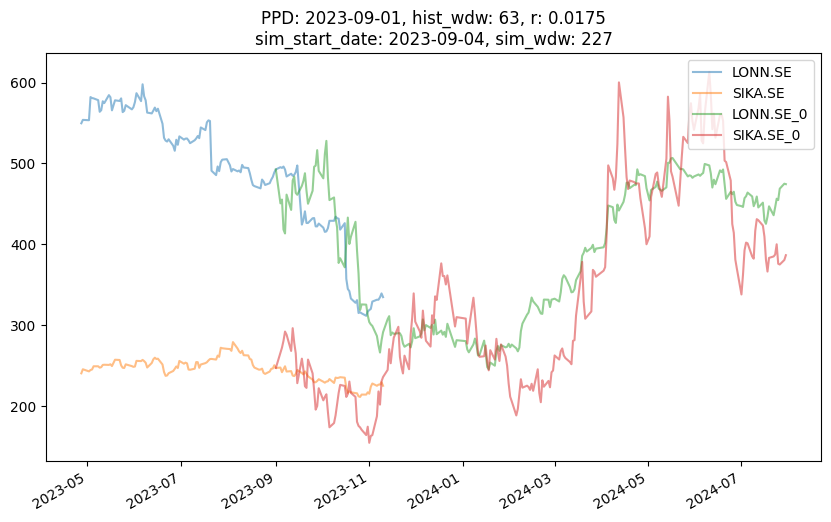 PPD: 2023-09-01, hist_wdw: 63, r: 0.0175
sim_start_date: 2023-09-04, sim_wdw: 227
LONN.SE
SIKA.SE
LONN.SE_0
SIKA.SE_0
600
500
400
300
200
2023-05
2023-07
2023-09
2023-11
2024-01
2024-03
2024-05
2024-07